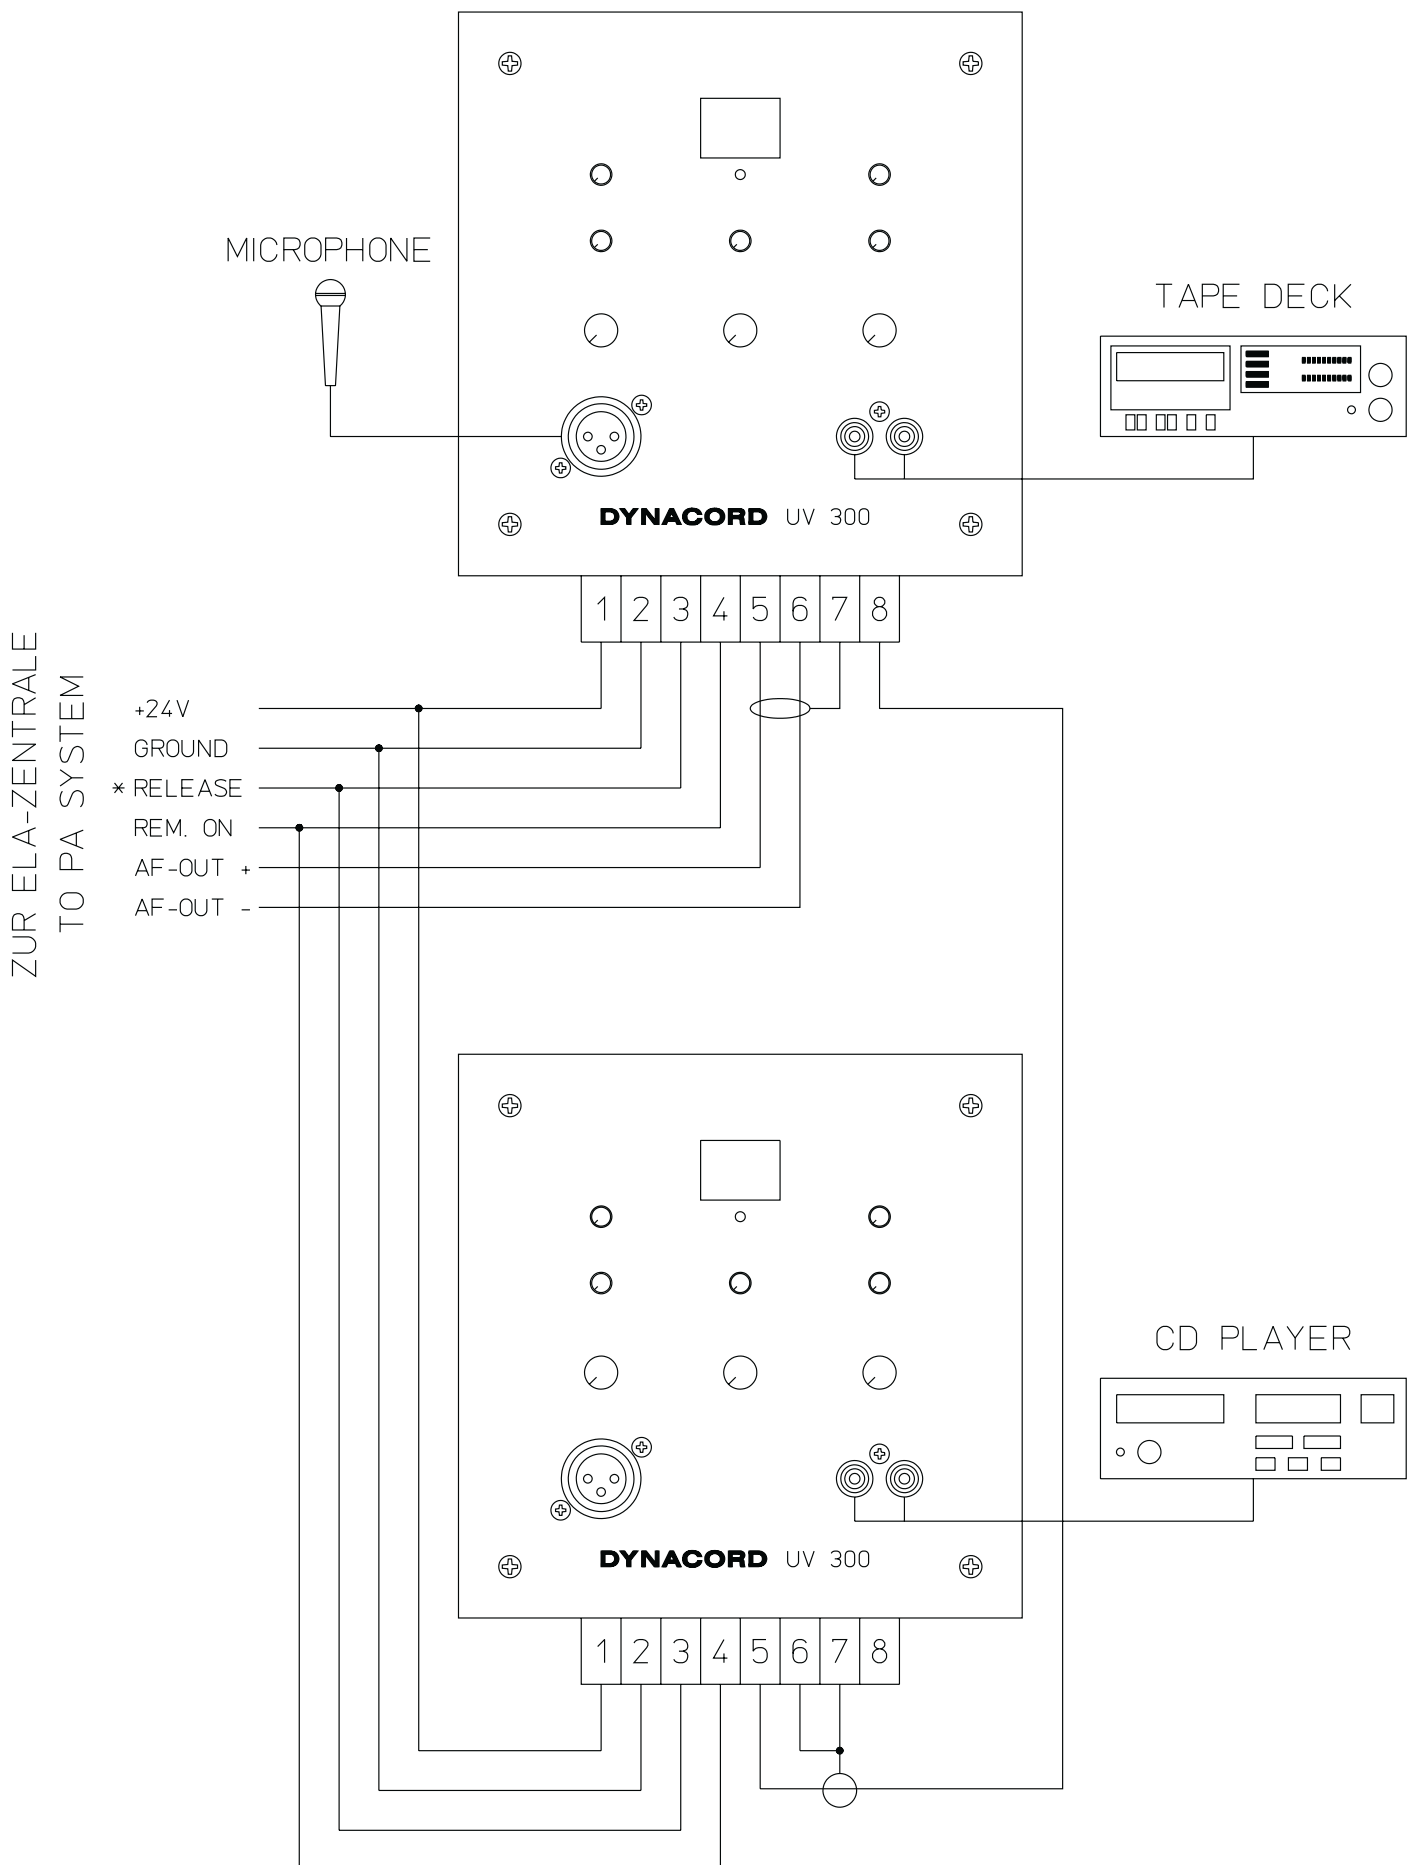 MICROPHONE
TAPE DECK
DYNACORD UV 300
1 2 3 4 5 6 7 8
ZUR ELA-ZENTRALE
TO PA SYSTEM
+24V
GROUND
* RELEASE
REM. ON
AF-OUT +
AF-OUT -
CD PLAYER
DYNACORD UV 300
1 2 3 4 5 6 7 8